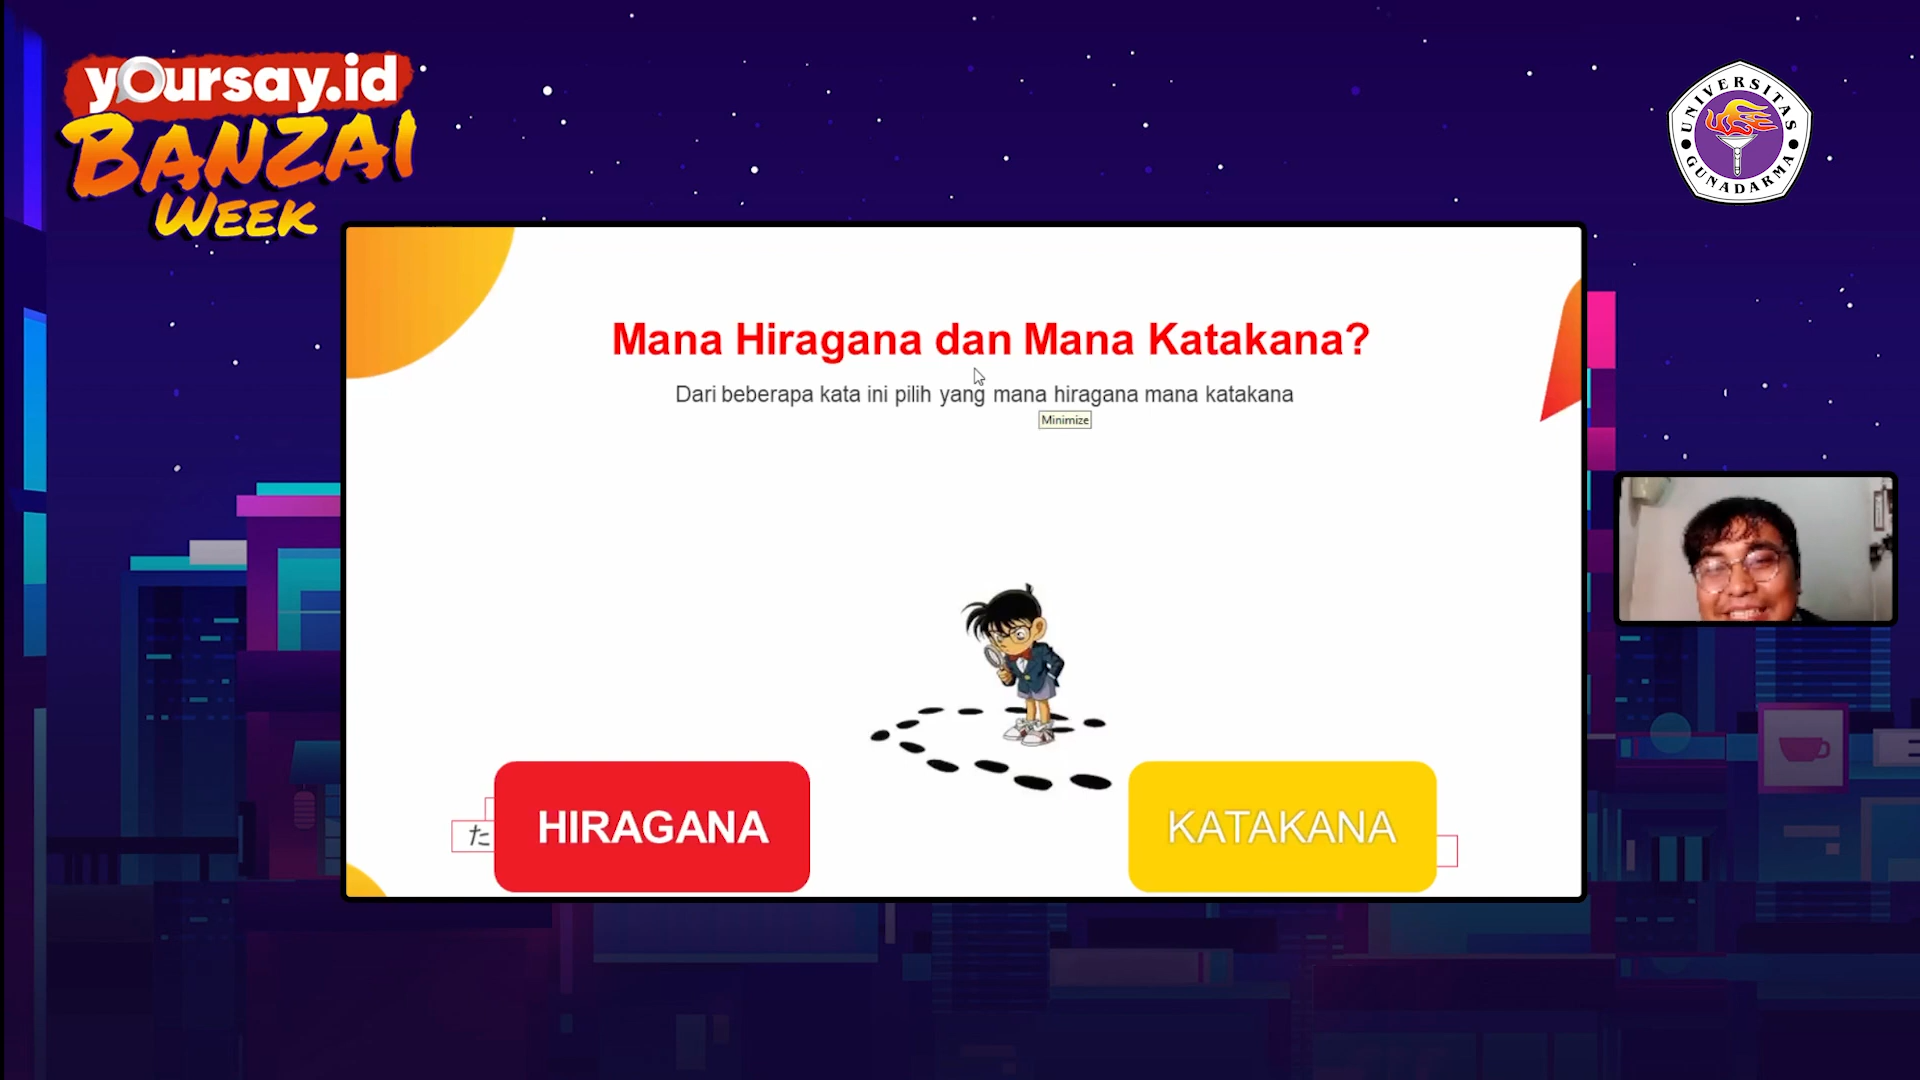 yoursay.id
BANZAI
WEEK
UNIVERSITAS
GUNADARMA
Mana Hiragana dan Mana Katakana?
Dari beberapa kata ini pilih yang mana hiragana mana katakana
Minimize
た
HIRAGANA
KATAKANA